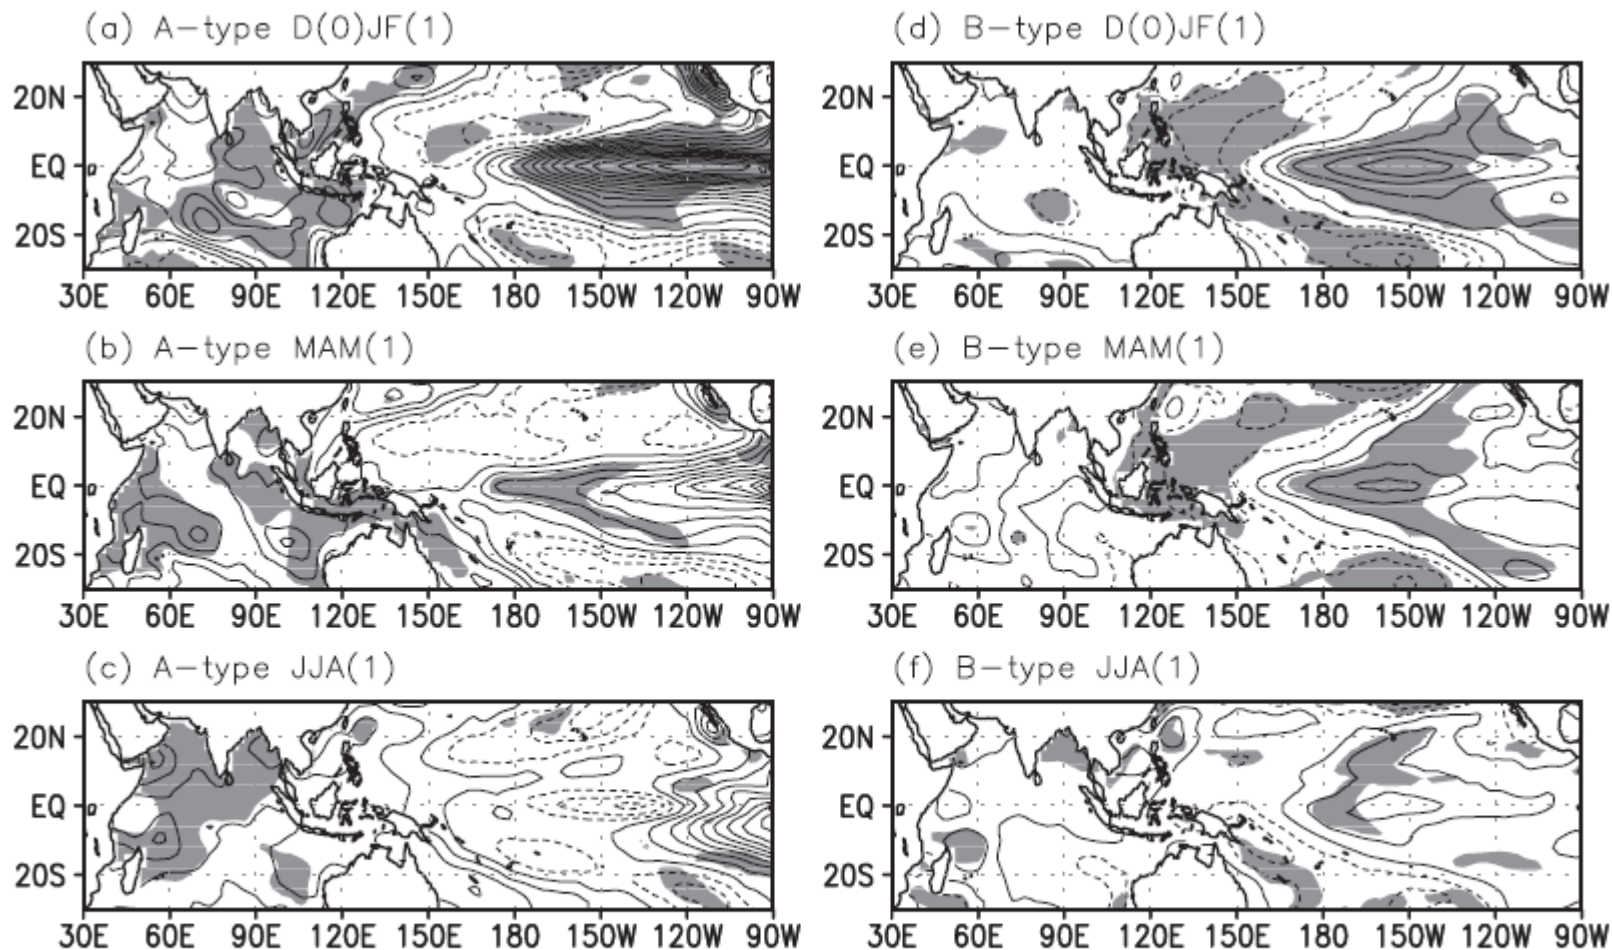 (a) A-type D(0)JF(1)
20N
EQ
20S
30E 60E 90E 120E 150E 180 150W 120W 90W
(b) A-type MAM(1)
20N
EQ
20S
30E 60E 90E 120E 150E 180 150W 120W 90W
(c) A-type JJA(1)
20N
EQ
20S
30E 60E 90E 120E 150E 180 150W 120W 90W
(d) B-type D(0)JF(1)
20N
EQ
20S
30E 60E 90E 120E 150E 180 150W 120W 90W
(e) B-type MAM(1)
20N
EQ
20S
30E 60E 90E 120E 150E 180 150W 120W 90W
(f) B-type JJA(1)
20N
EQ
20S
30E 60E 90E 120E 150E 180 150W 120W 90W